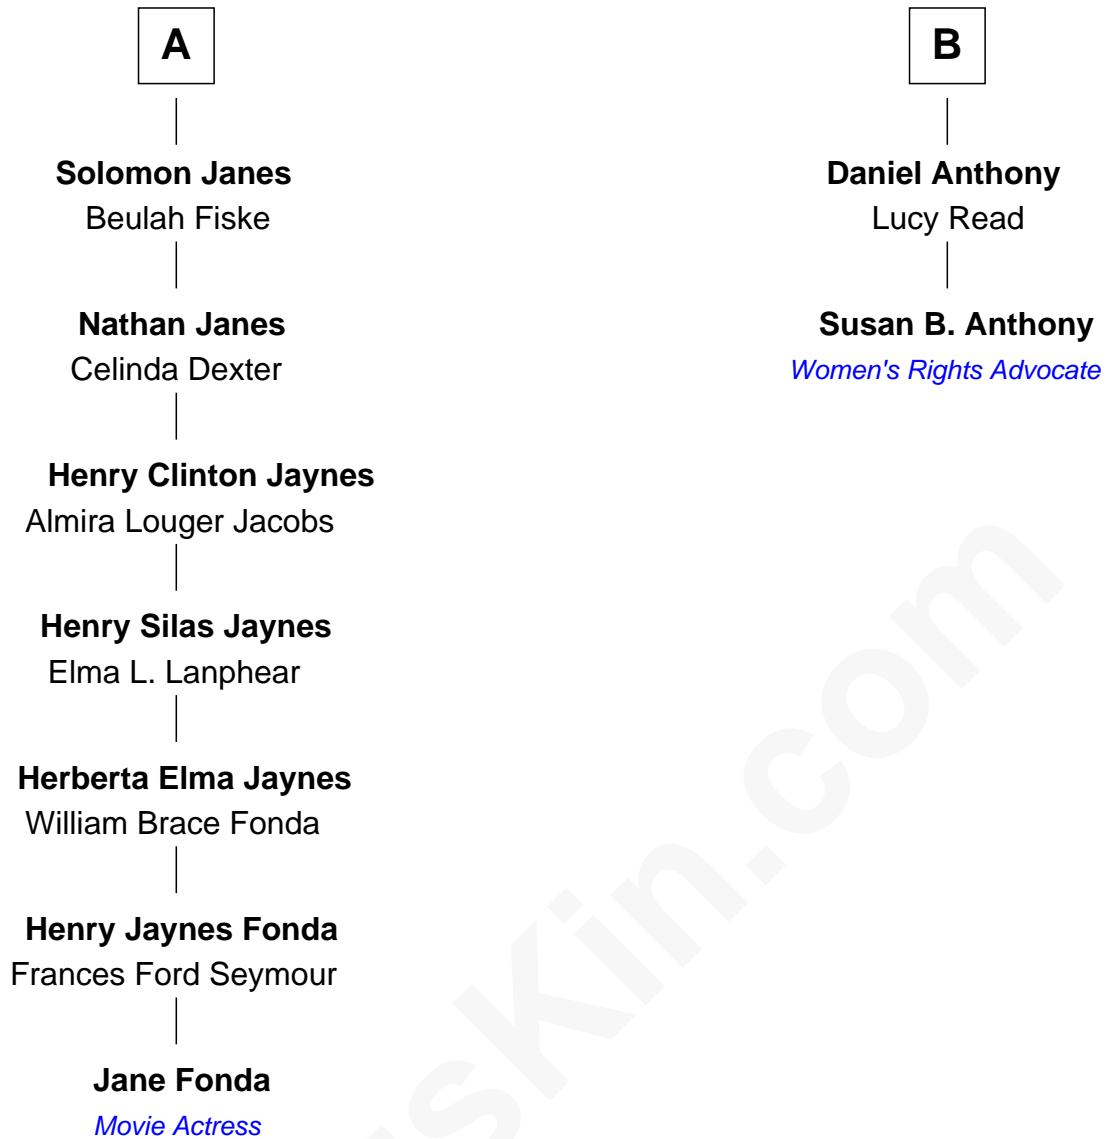 A
Solomon Janes
Beulah Fiske
Nathan Janes
Celinda Dexter
Henry Clinton Jaynes
Almira Louger Jacobs
Henry Silas Jaynes
Elma L. Lanphear
Herberta Elma Jaynes
William Brace Fonda
Henry Jaynes Fonda
Frances Ford Seymour
Jane Fonda
Movie Actress
B
Daniel Anthony
Lucy Read
Susan B. Anthony
Women's Rights Advocate
sKin.com